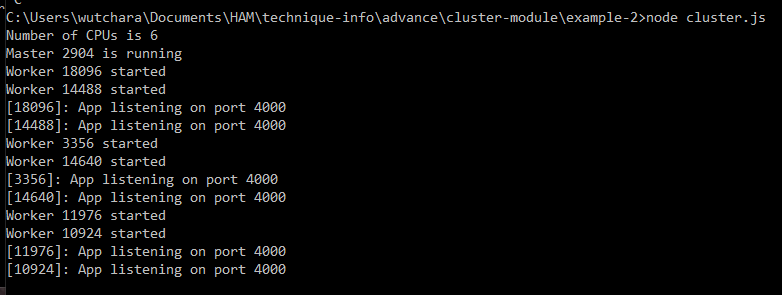 C:\Users\wutchara\Documents\HAM\technique-info\advance\cluster-module\example-2>node cluster.js
Number of CPUs is 6
Master 2904 is running
Worker 18096 started
Worker 14488 started
[18096]: App listening on port 4000
[14488]: App listening on port 4000
Worker 3356 started
Worker 14640 started
[3356]: App listening on port 4000
[14640]: App listening on port 4000
Worker 11976 started
Worker 10924 started
[11976]: App listening on port 4000
[10924]: App listening on port 4000